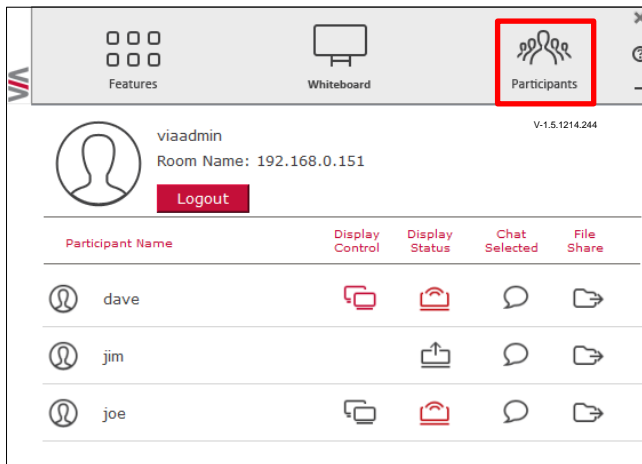 Features
Whiteboard
Participants
V-1.5.1214.244
viaadmin
Room Name: 192.168.0.151
Logout
Participant Name
Display Control
Display Status
Chat Selected
File Share
dave
jim
joe